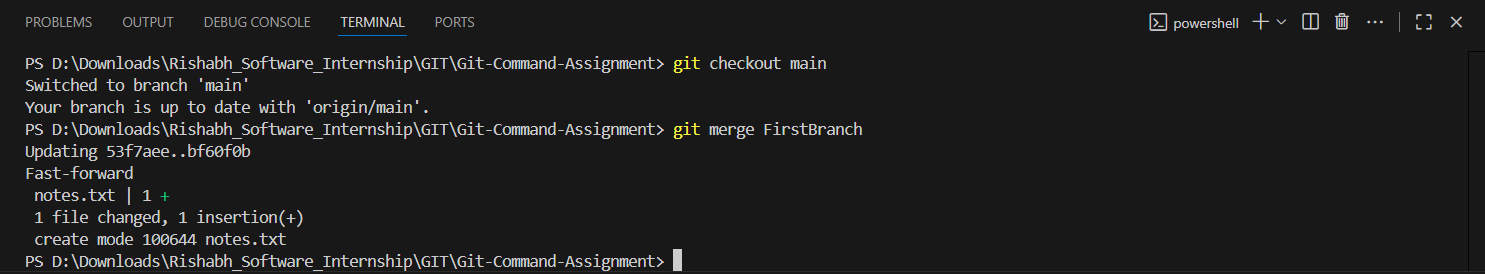 PROBLEMS OUTPUT DEBUG CONSOLE TERMINAL PORTS powershell
PS D:\Downloads\Rishabh_Software_Internship\GIT\Git-Command-Assignment> git checkout main
Switched to branch 'main'
Your branch is up to date with 'origin/main'.
PS D:\Downloads\Rishabh_Software_Internship\GIT\Git-Command-Assignment> git merge FirstBranch
Updating 53f7aee..bf60f0b
Fast-forward
 notes.txt | 1 +
 1 file changed, 1 insertion(+)
 create mode 100644 notes.txt
PS D:\Downloads\Rishabh_Software_Internship\GIT\Git-Command-Assignment>